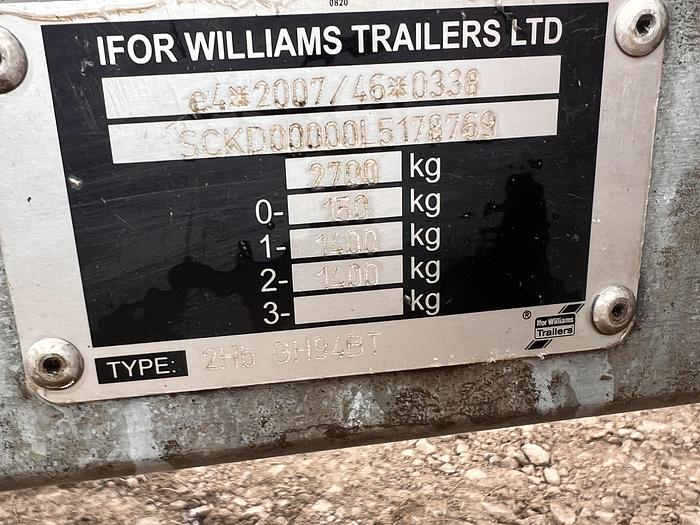 0820
IFOR WILLIAMS TRAILERS LTD
e4*2007/46*0338
SCKD00000L5178769
2700 kg
0- 150 kg
1- 1400 kg
2- 1400 kg
3- kg
® Ifor Williams
Trailers
TYPE: 2Hb GH94BT